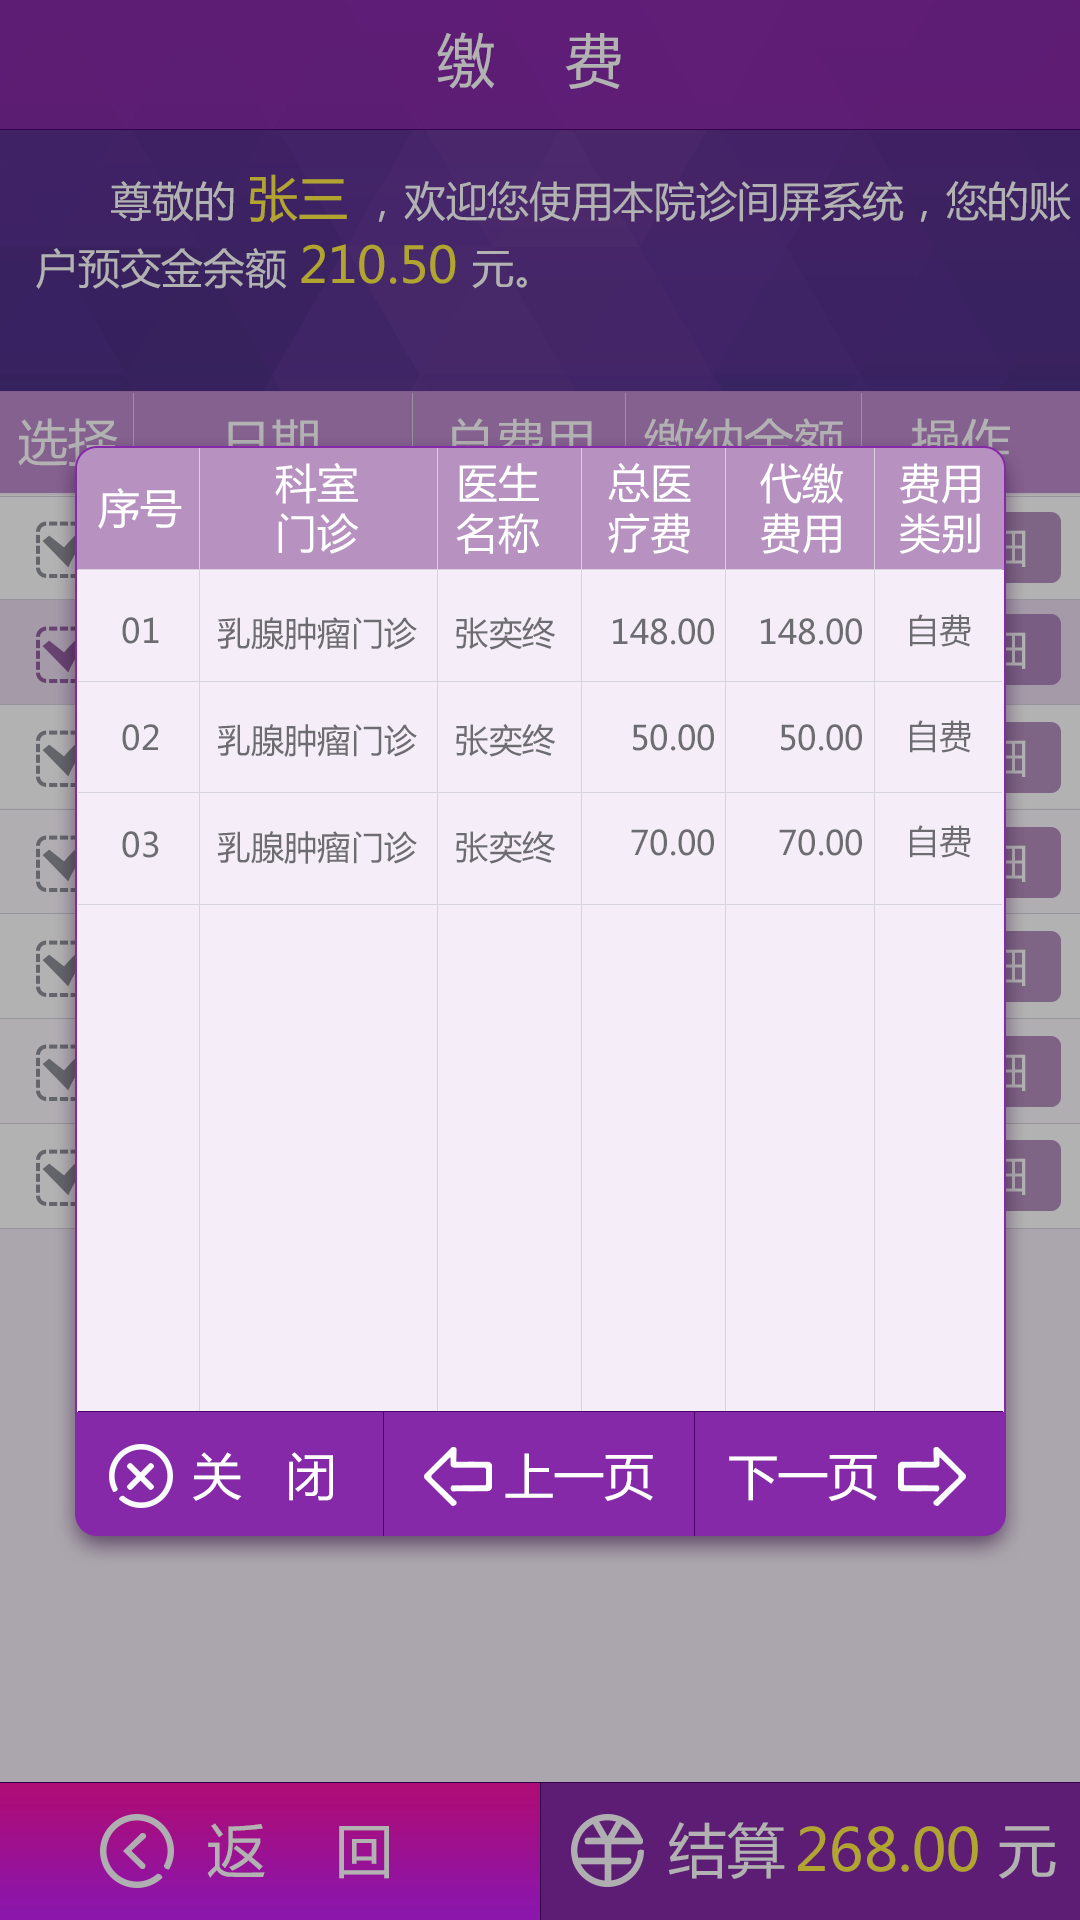 缴 费
尊敬的 张三 ，欢迎您使用本院诊间屏系统，您的账
户预交金余额 210.50 元。
选择 日期 总费用 缴纳金额 操作
序号 科室门诊 医生名称 总医疗费 代缴费用 费用类别
01 乳腺肿瘤门诊 张奕终 148.00 148.00 自费
02 乳腺肿瘤门诊 张奕终 50.00 50.00 自费
03 乳腺肿瘤门诊 张奕终 70.00 70.00 自费
关 闭 上一页 下一页
返 回 结算 268.00 元